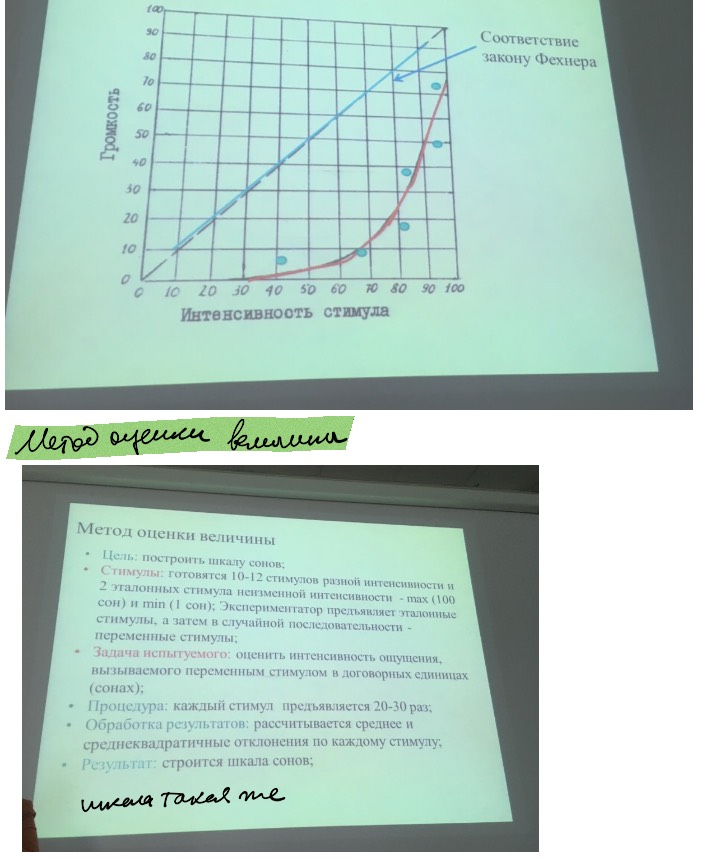 100
90
80
70
60
50
40
30
20
10
0
Громкость
Соответствие
закону Фехнера
0 10 20 30 40 50 60 70 80 90 100
Интенсивность стимула
Метод оценки величины
Метод оценки величины
• Цель: построить шкалу сонов;
• Стимулы: готовятся 10-12 стимулов разной интенсивности и
2 эталонных стимула неизменной интенсивности - max (100
сон) и min (1 сон); Экспериментатор предъявляет эталонные
стимулы, а затем в случайной последовательности -
переменные стимулы;
• Задача испытуемого: оценить интенсивность ощущения,
вызываемого переменным стимулом в договорных единицах
(сонах);
• Процедура: каждый стимул предъявляется 20-30 раз;
• Обработка результатов: рассчитывается среднее и
среднеквадратичные отклонения по каждому стимулу;
• Результат: строится шкала сонов;
шкала такая же